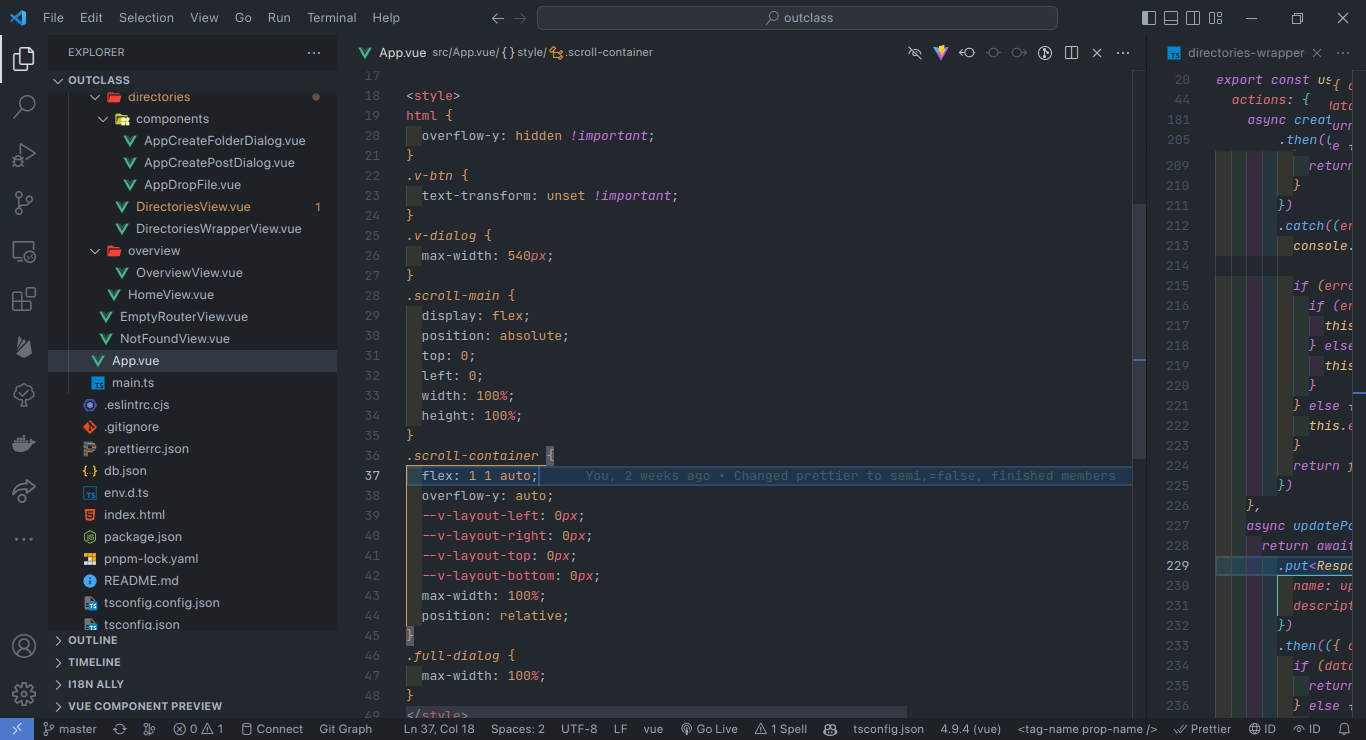 File Edit Selection View Go Run Terminal Help
outclass
EXPLORER
OUTCLASS
directories
components
AppCreateFolderDialog.vue
AppCreatePostDialog.vue
AppDropFile.vue
DirectoriesView.vue 1
DirectoriesWrapperView.vue
overview
OverviewView.vue
HomeView.vue
EmptyRouterView.vue
NotFoundView.vue
App.vue
main.ts
.eslintrc.cjs
.gitignore
.prettierrc.json
db.json
env.d.ts
index.html
package.json
pnpm-lock.yaml
README.md
tsconfig.config.json
tsconfig.json
OUTLINE
TIMELINE
I18N ALLY
VUE COMPONENT PREVIEW
App.vue src/App.vue/ {} style/ .scroll-container
17
18 <style>
19 html {
20 overflow-y: hidden !important;
21 }
22 .v-btn {
23 text-transform: unset !important;
24 }
25 .v-dialog {
26 max-width: 540px;
27 }
28 .scroll-main {
29 display: flex;
30 position: absolute;
31 top: 0;
32 left: 0;
33 width: 100%;
34 height: 100%;
35 }
36 .scroll-container {
37 flex: 1 1 auto; You, 2 weeks ago • Changed prettier to semi,=false, finished members
38 overflow-y: auto;
39 --v-layout-left: 0px;
40 --v-layout-right: 0px;
41 --v-layout-top: 0px;
42 --v-layout-bottom: 0px;
43 max-width: 100%;
44 position: relative;
45 }
46 .full-dialog {
47 max-width: 100%;
48 }
49 </style>
directories-wrapper
20 export const us
44 actions: {
181 async creat
205 .then((
209 return
210 }
211 })
212 .catch((er
213 console.
214
215 if (erro
216 if (er
217 this
218 } else
219 this
220 }
221 } else {
222 this.e
223 }
224 return j
225 })
226 },
227 async updatePo
228 return await
229 .put<Respo
230 name: up
231 descript
232 })
233 .then(({ d
234 if (data
235 return
236 } else {
master 0 1 Connect Git Graph Ln 37, Col 18 Spaces: 2 UTF-8 LF vue Go Live 1 Spell tsconfig.json 4.9.4 (vue) <tag-name prop-name /> Prettier ID ID